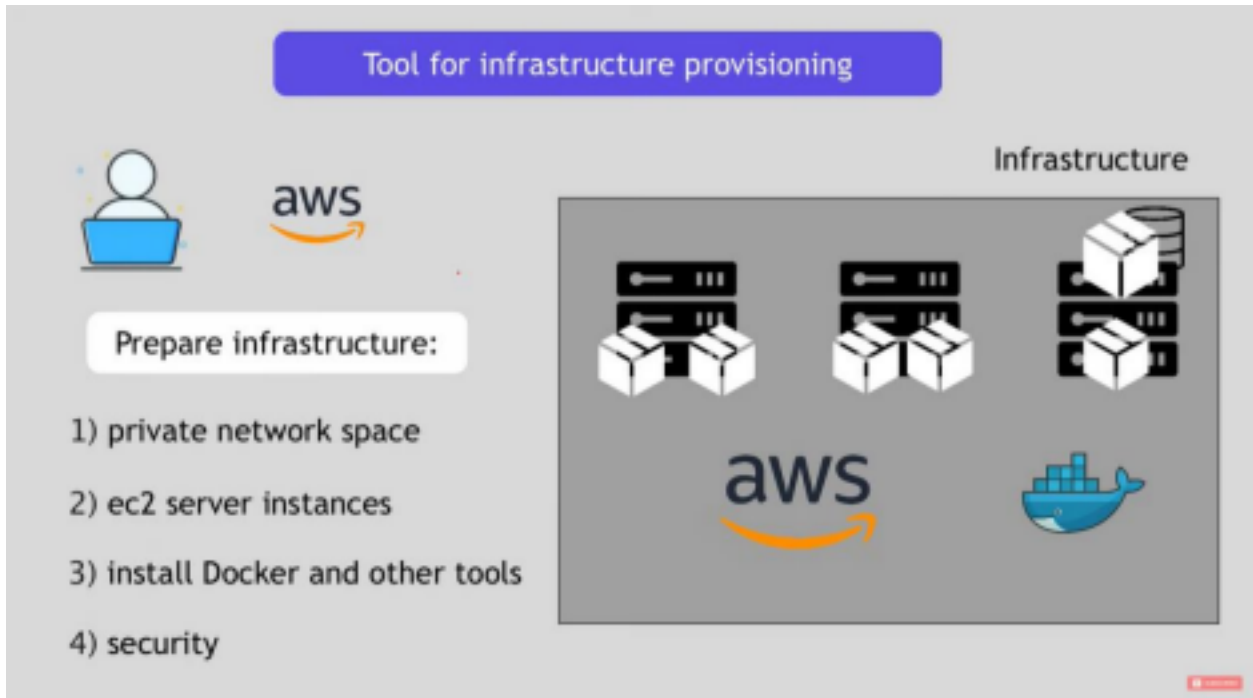 Tool for infrastructure provisioning
Infrastructure
aws
Prepare infrastructure:
1) private network space
2) ec2 server instances
3) install Docker and other tools
4) security
aws